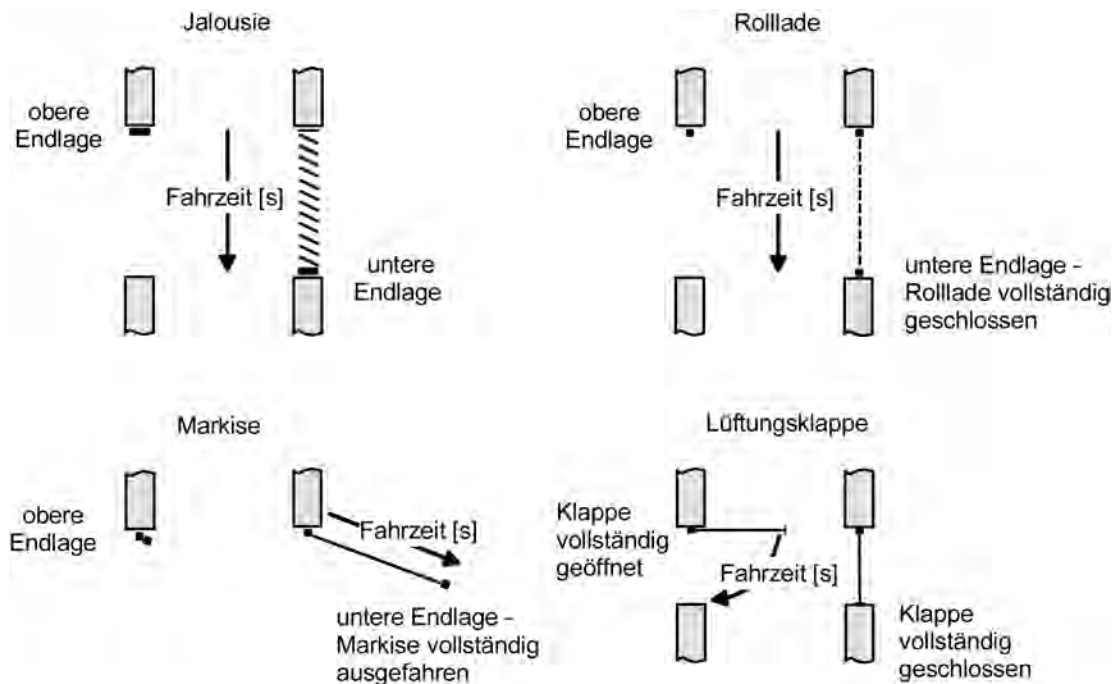 Jalousie
obere
Endlage
Fahrzeit [s]
untere
Endlage
Rolllade
obere
Endlage
Fahrzeit [s]
untere Endlage -
Rolllade vollständig
geschlossen
Markise
obere
Endlage
Fahrzeit [s]
untere Endlage -
Markise vollständig
ausgefahren
Lüftungsklappe
Klappe
vollständig
geöffnet
Fahrzeit [s]
Klappe
vollständig
geschlossen